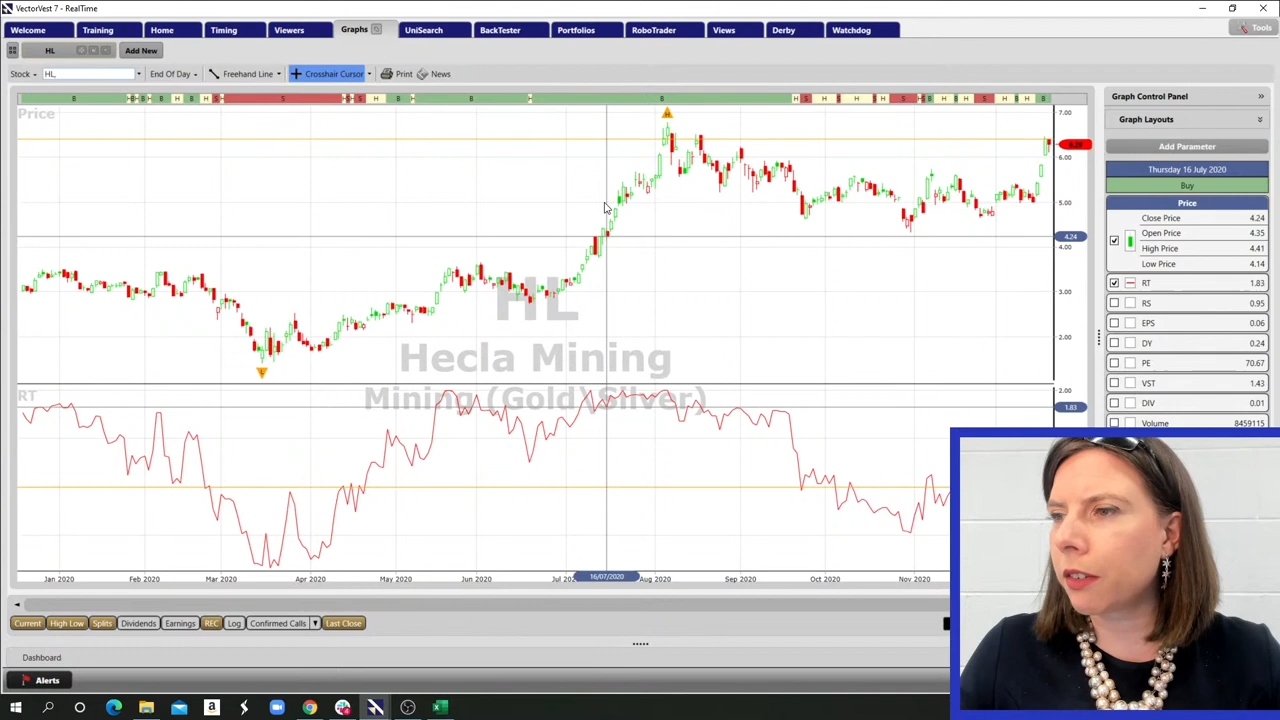 VectorVest 7 - RealTime
Welcome Training Home Timing Viewers Graphs UniSearch BackTester Portfolios RoboTrader Views Derby Watchdog Tools
HL Add New
Stock HL, End Of Day Freehand Line Crosshair Cursor Print News
Graph Control Panel
Graph Layouts
Add Parameter
Thursday 16 July 2020
Buy
Price
Close Price 4.24
Open Price 4.35
High Price 4.41
Low Price 4.14
RT 1.83
RS 0.95
EPS 0.06
DY 0.24
PE 70.67
VST 1.43
DIV 0.01
Volume 8459115
Price
7.00
6.00
5.00
4.24
4.00
3.00
2.00
H
L
HL
Hecla Mining
Mining (Gold\Silver)
RT
2.00
1.83
Jan 2020 Feb 2020 Mar 2020 Apr 2020 May 2020 Jun 2020 Jul 2 16/07/2020 Aug 2020 Sep 2020 Oct 2020 Nov 2020
Current High Low Splits Dividends Earnings REC Log Confirmed Calls Last Close
Dashboard
Alerts